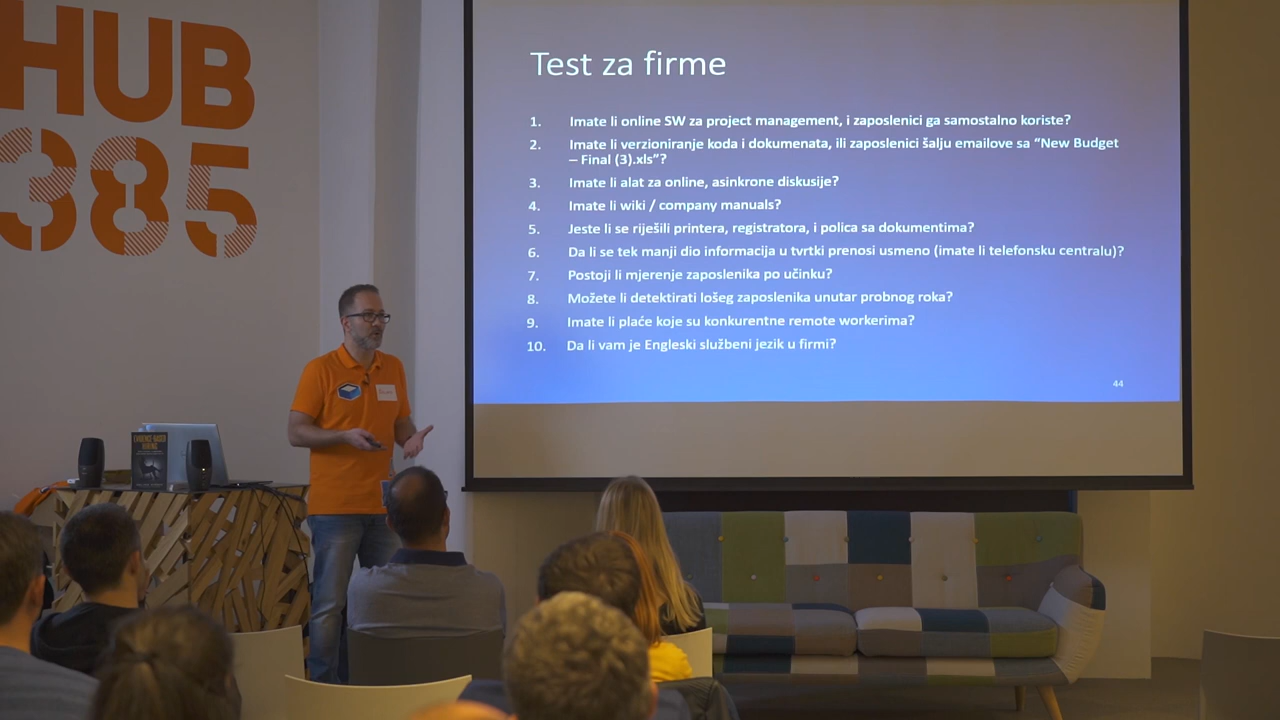 HUB
385
Test za firme
1. Imate li online SW za project management, i zaposlenici ga samostalno koriste?
2. Imate li verzioniranje koda i dokumenata, ili zaposlenici šalju emailove sa “New Budget
– Final (3).xls”?
3. Imate li alat za online, asinkrone diskusije?
4. Imate li wiki / company manuals?
5. Jeste li se riješili printera, registratora, i polica sa dokumentima?
6. Da li se tek manji dio informacija u tvrtki prenosi usmeno (imate li telefonsku centralu)?
7. Postoji li mjerenje zaposlenika po učinku?
8. Možete li detektirati lošeg zaposlenika unutar probnog roka?
9. Imate li plaće koje su konkurentne remote workerima?
10. Da li vam je Engleski službeni jezik u firmi?
44
EVIDENCE-BASED
HIRING